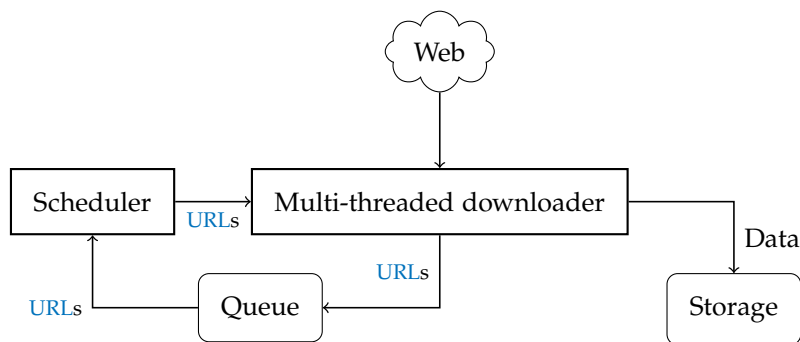 Web
Scheduler
URLs
Multi-threaded downloader
URLs
Data
URLs
Queue
Storage